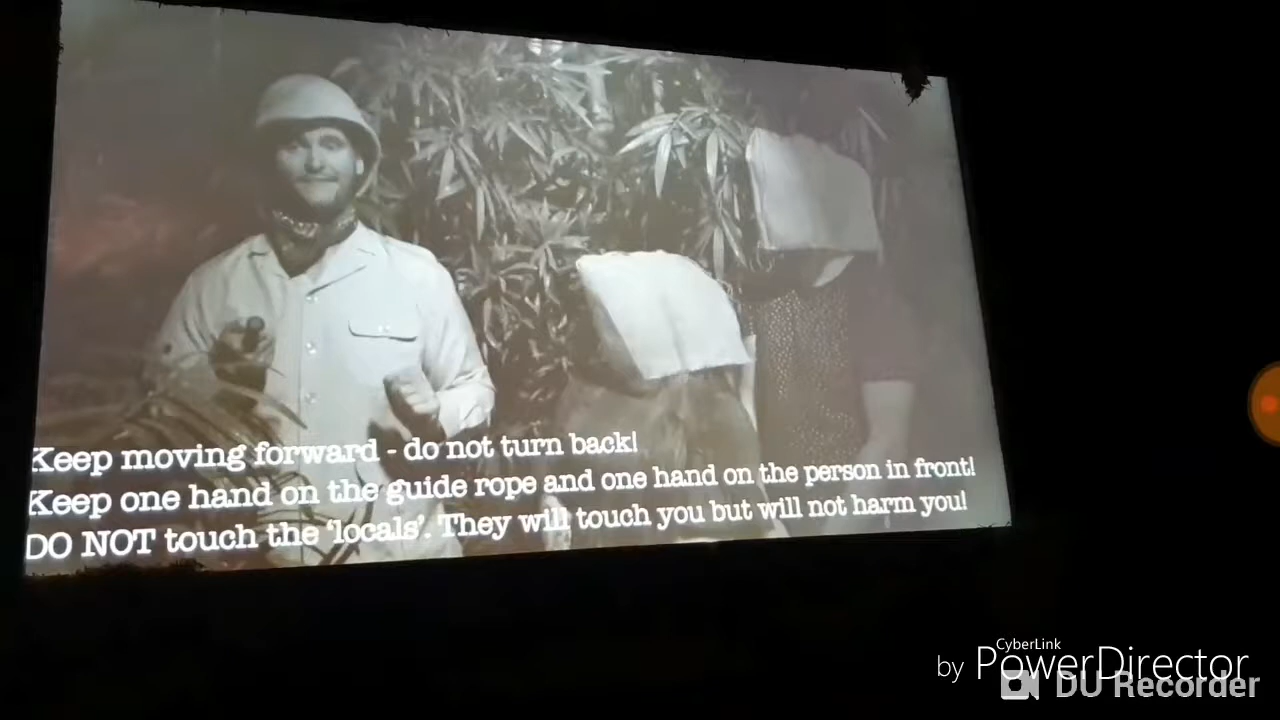 Keep moving forward - do not turn back!
Keep one hand on the guide rope and one hand on the person in front!
DO NOT touch the 'locals'. They will touch you but will not harm you!
CyberLink
by PowerDirector
DU Recorder